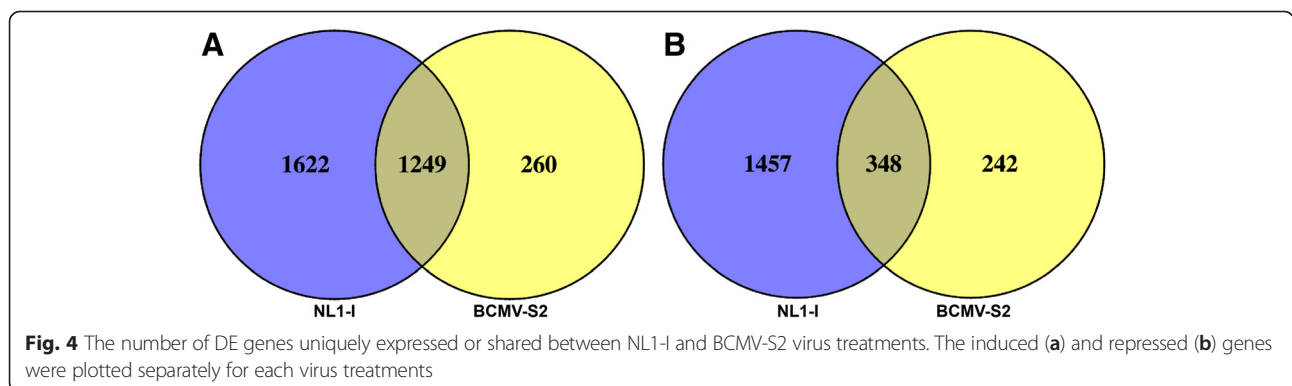 A
B
1622
1249
260
1457
348
242
NL1-I
BCMV-S2
NL1-I
BCMV-S2
Fig. 4 The number of DE genes uniquely expressed or shared between NL1-I and BCMV-S2 virus treatments. The induced (a) and repressed (b) genes
were plotted separately for each virus treatments